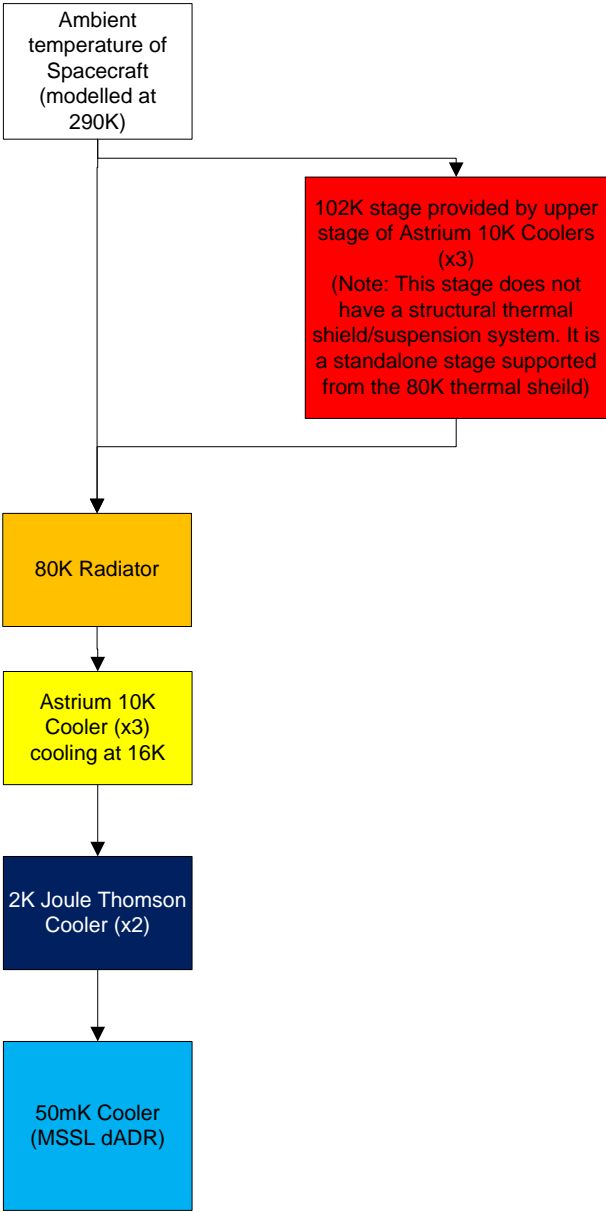 Ambient
temperature of
Spacecraft
(modelled at
290K)
102K stage provided by upper
stage of Astrium 10K Coolers
(x3)
(Note: This stage does not
have a structural thermal
shield/suspension system. It is
a standalone stage supported
from the 80K thermal sheild)
80K Radiator
Astrium 10K
Cooler (x3)
cooling at 16K
2K Joule Thomson
Cooler (x2)
50mK Cooler
(MSSL dADR)